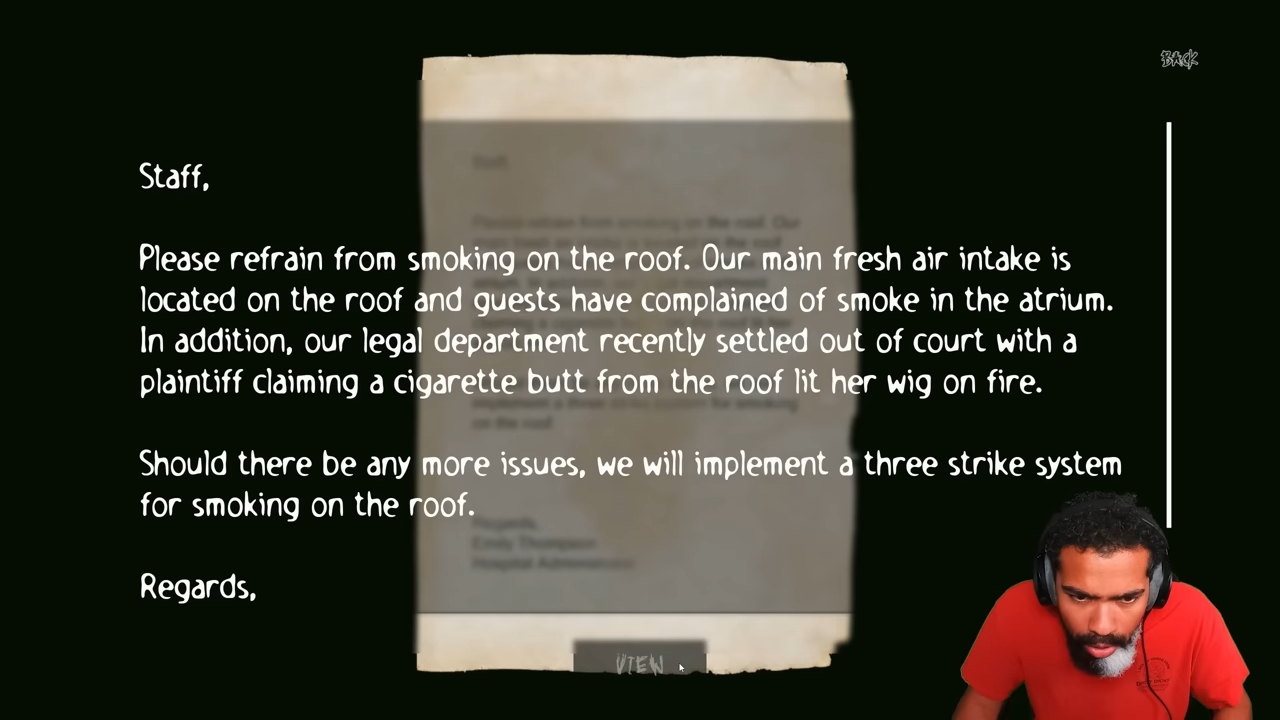 BACK
Staff,
Please refrain from smoking on the roof. Our main fresh air intake is
located on the roof and guests have complained of smoke in the atrium.
In addition, our legal department recently settled out of court with a
plaintiff claiming a cigarette butt from the roof lit her wig on fire.
Should there be any more issues, we will implement a three strike system
for smoking on the roof.
Regards,
Regards,
Emily Thompson
VIEW